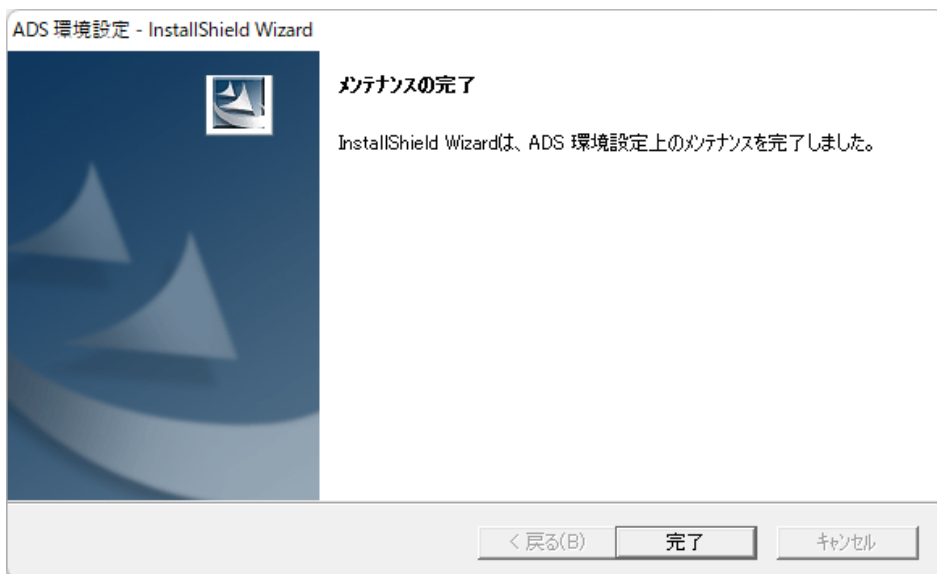 ADS 環境設定 - InstallShield Wizard
ﾒﾝﾃﾅﾝｽの完了
InstallShield Wizardは、ADS 環境設定上のﾒﾝﾃﾅﾝｽを完了しました。
< 戻る(B)
完了
ｷｬﾝｾﾙ